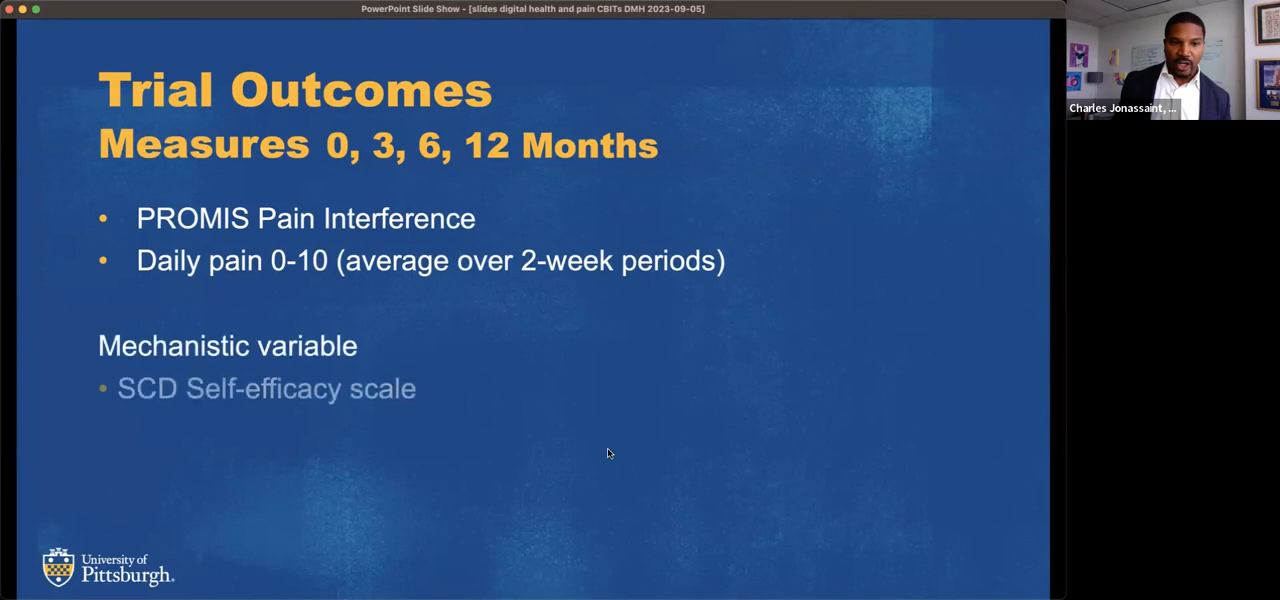 PowerPoint Slide Show - [slides digital health and pain CBITs DMH 2023-09-05]
Trial Outcomes
Measures 0, 3, 6, 12 Months
• PROMIS Pain Interference
• Daily pain 0-10 (average over 2-week periods)
Mechanistic variable
• SCD Self-efficacy scale
University of
Pittsburgh.
Charles Jonassaint, ...